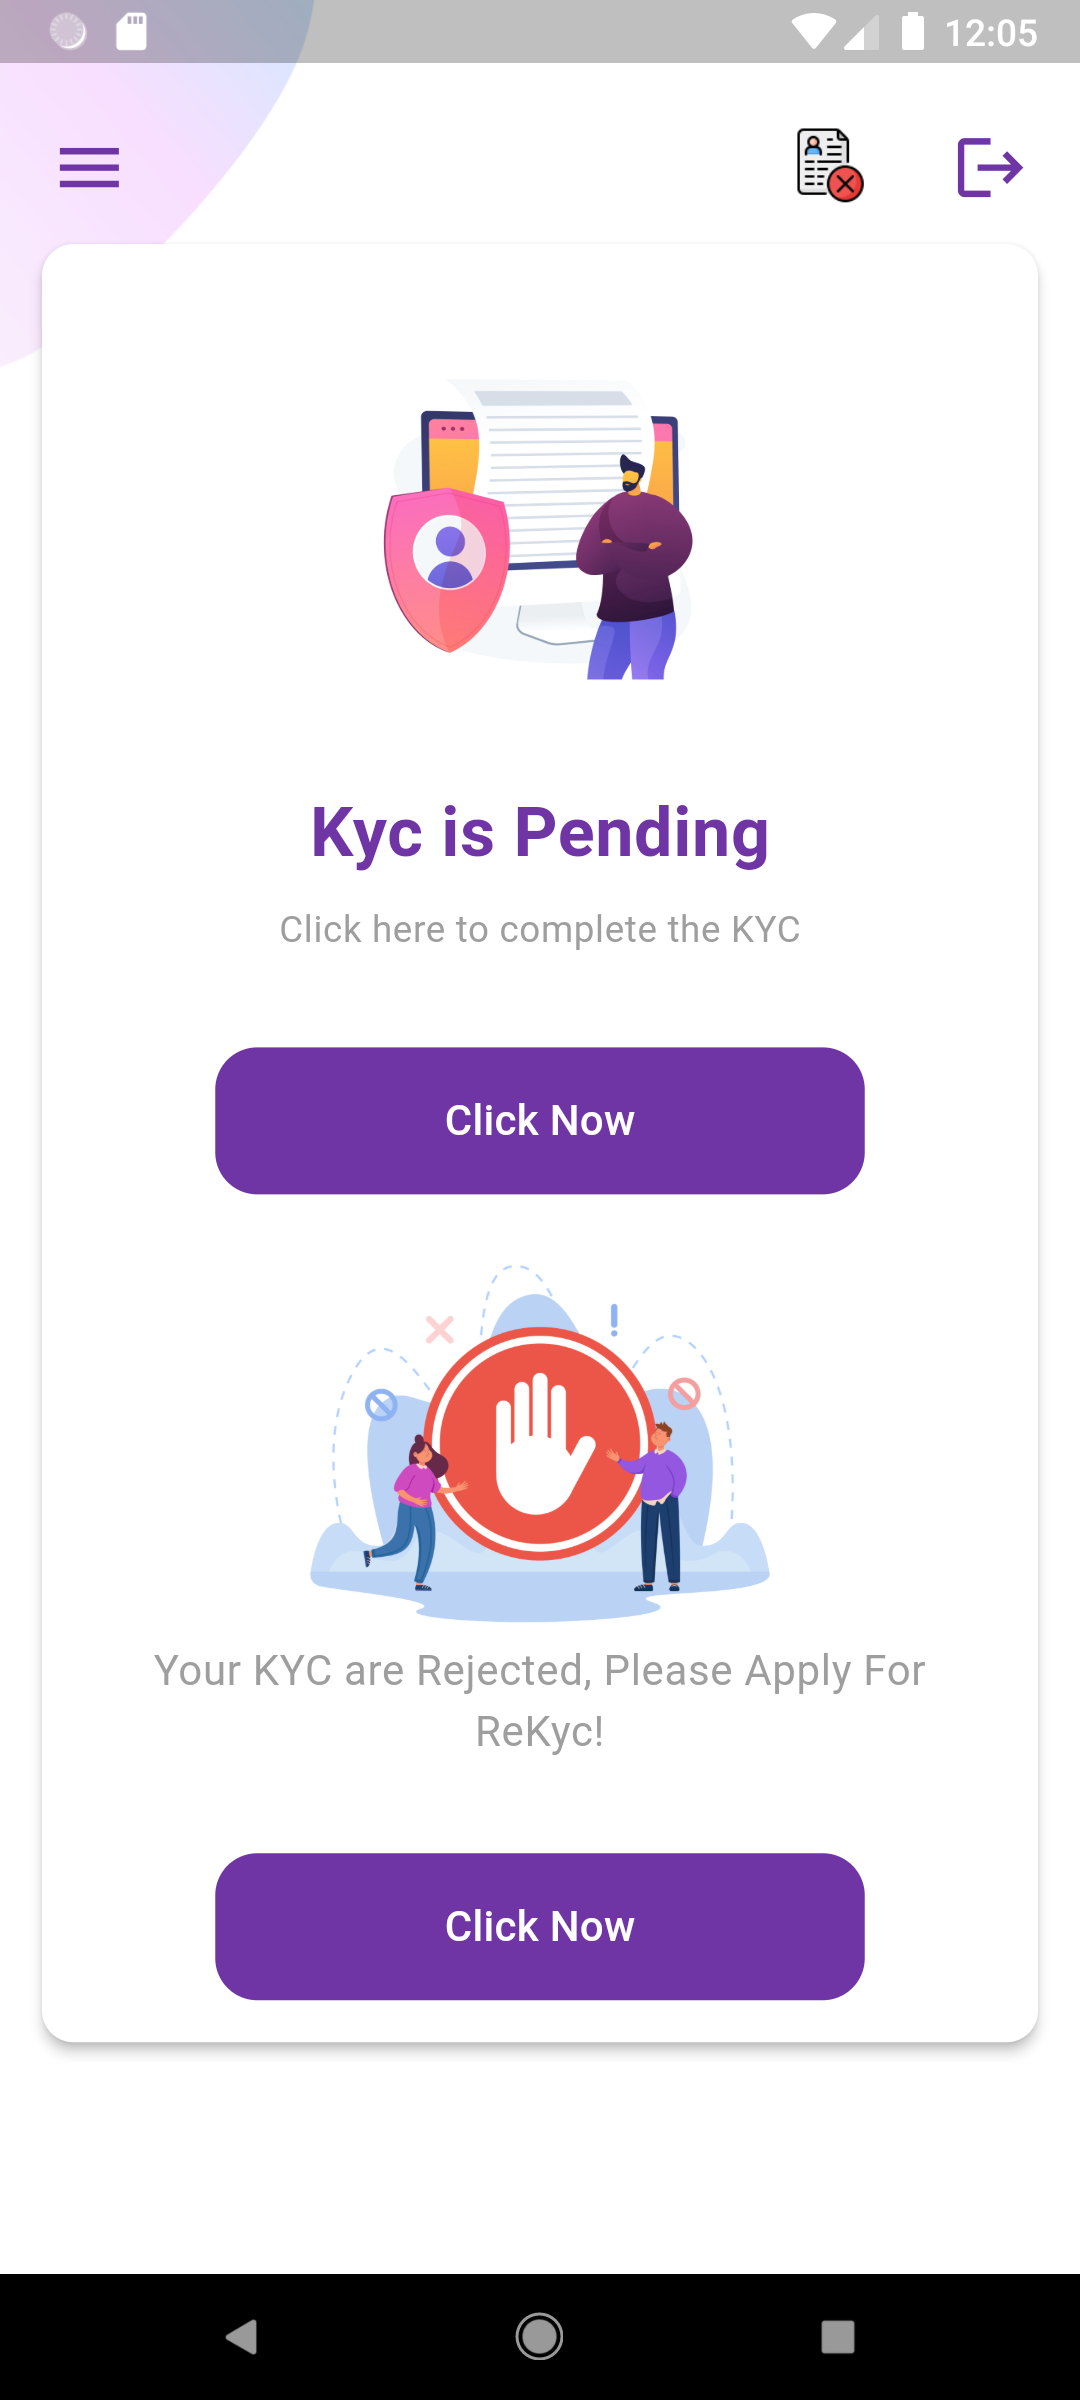 12:05
Kyc is Pending
Click here to complete the KYC
Click Now
Your KYC are Rejected, Please Apply For
ReKyc!
Click Now